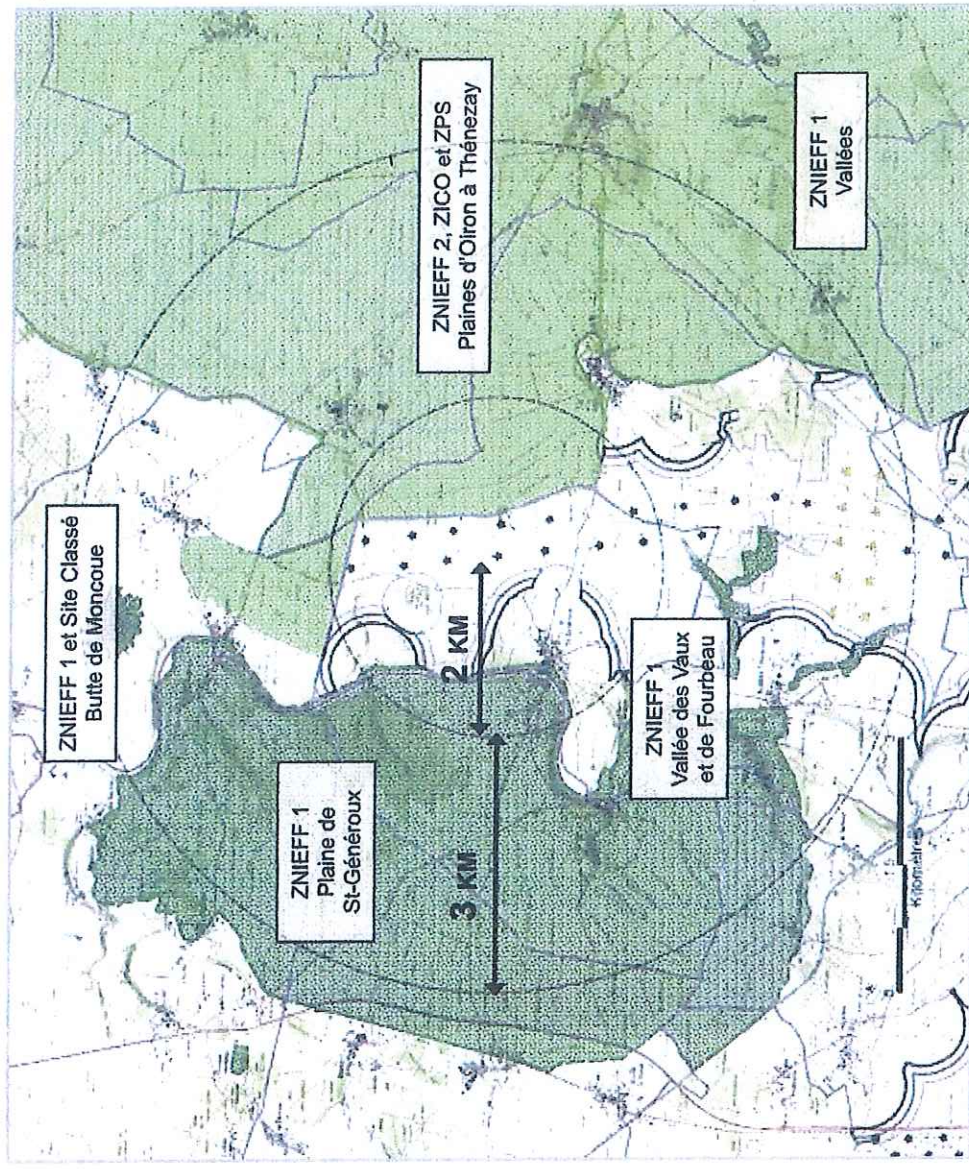 ZNIEFF 1 et Site Classé
Butte de Moncoue
ZNIEFF 2, ZICO et ZPS
Plaines d'Oiron à Thénezay
ZNIEFF 1
Vallées
ZNIEFF 1
Plaine de
St-Généroux
2 KM
3 KM
ZNIEFF 1
Vallée des Vaux
et de Fourbeau
Kilomètres